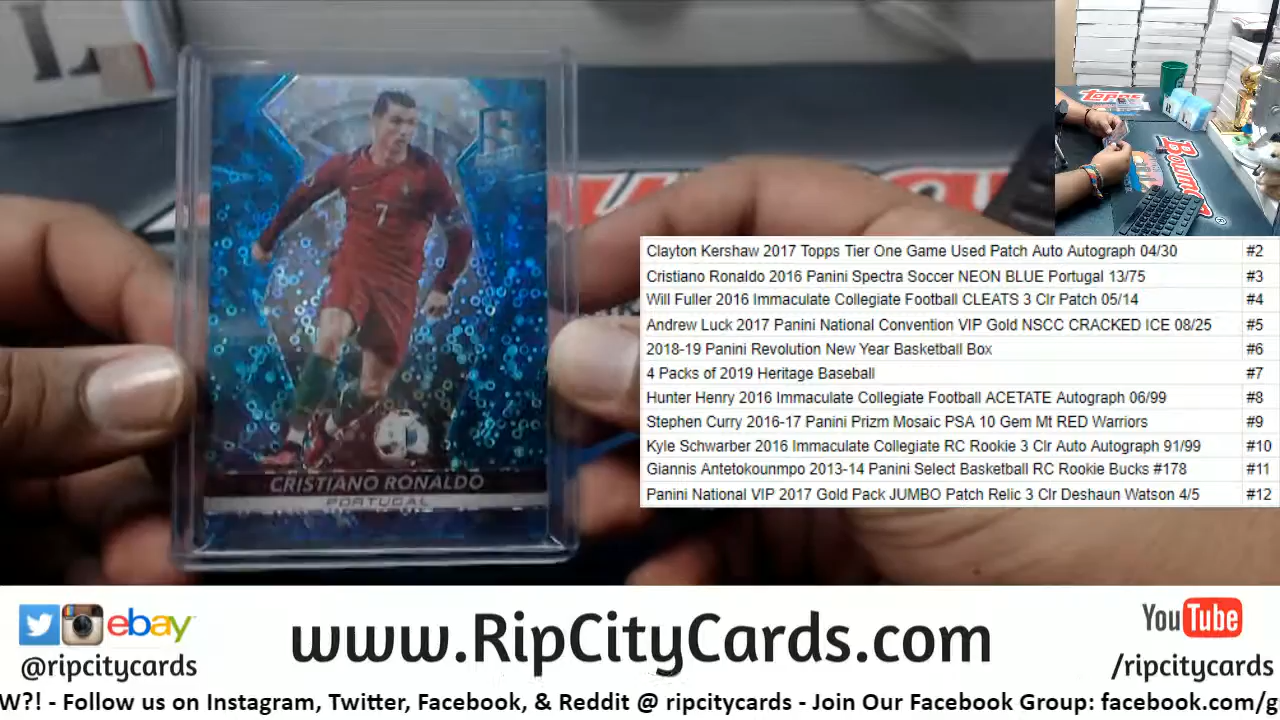 7
CRISTIANO RONALDO
PORTUGAL
Topps
Bowman
Clayton Kershaw 2017 Topps Tier One Game Used Patch Auto Autograph 04/30 #2
Cristiano Ronaldo 2016 Panini Spectra Soccer NEON BLUE Portugal 13/75 #3
Will Fuller 2016 Immaculate Collegiate Football CLEATS 3 Clr Patch 05/14 #4
Andrew Luck 2017 Panini National Convention VIP Gold NSCC CRACKED ICE 08/25 #5
2018-19 Panini Revolution New Year Basketball Box #6
4 Packs of 2019 Heritage Baseball #7
Hunter Henry 2016 Immaculate Collegiate Football ACETATE Autograph 06/99 #8
Stephen Curry 2016-17 Panini Prizm Mosaic PSA 10 Gem Mt RED Warriors #9
Kyle Schwarber 2016 Immaculate Collegiate RC Rookie 3 Clr Auto Autograph 91/99 #10
Giannis Antetokounmpo 2013-14 Panini Select Basketball RC Rookie Bucks #178 #11
Panini National VIP 2017 Gold Pack JUMBO Patch Relic 3 Clr Deshaun Watson 4/5 #12
ebay
@ripcitycards
www.RipCityCards.com
YouTube
/ripcitycards
W?! - Follow us on Instagram, Twitter, Facebook, & Reddit @ ripcitycards - Join Our Facebook Group: facebook.com/g